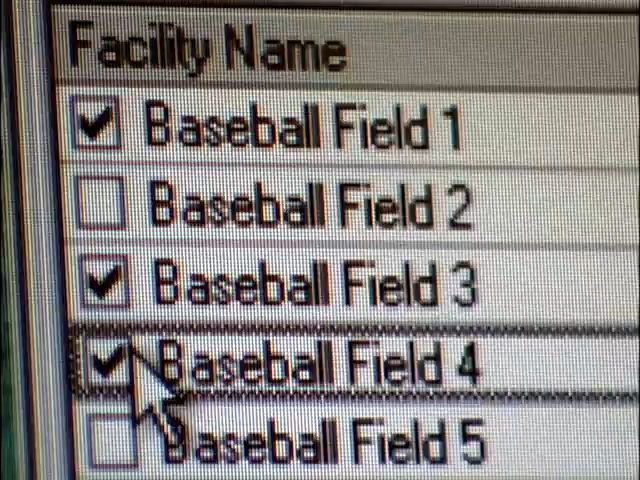 Facility Name
Baseball Field 1
Baseball Field 2
Baseball Field 3
Baseball Field 4
Baseball Field 5